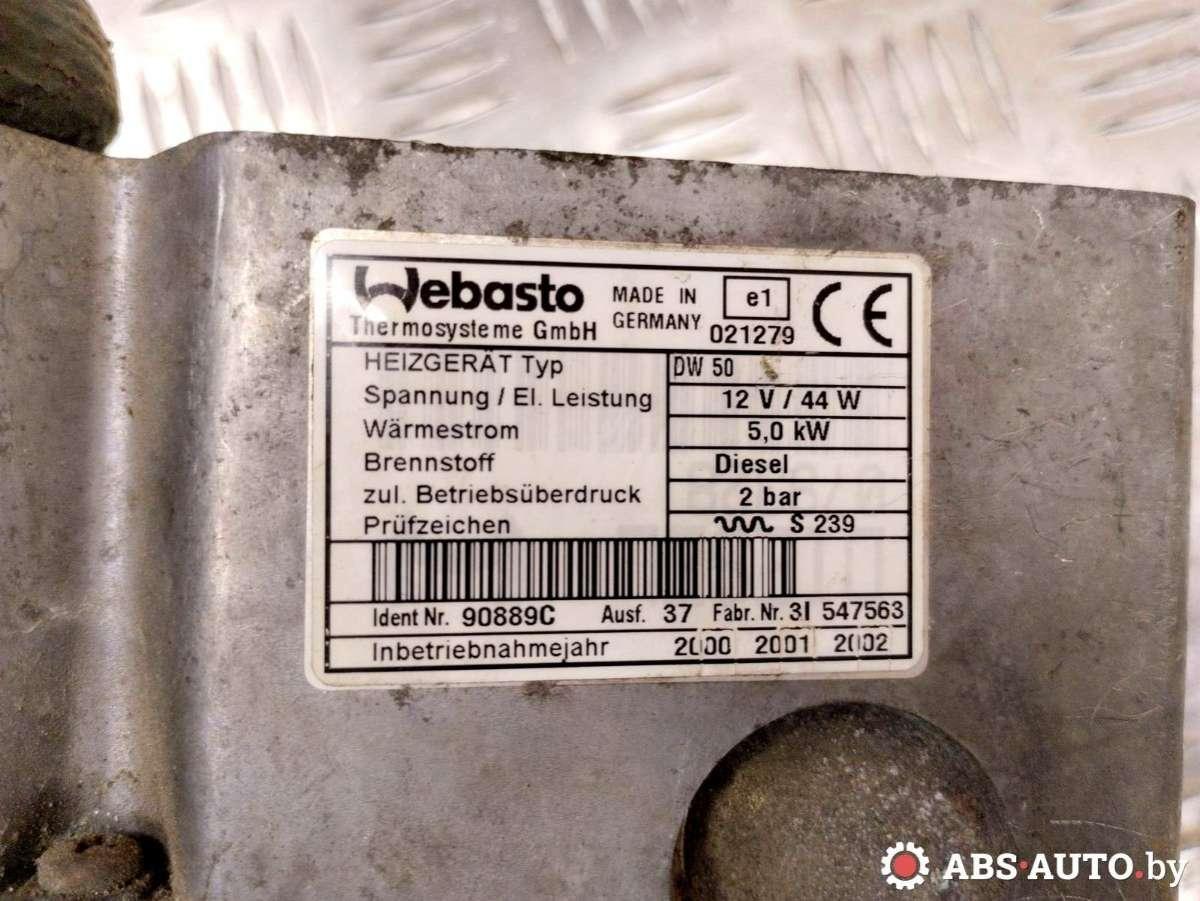 Webasto
Thermosysteme GmbH
MADE IN
GERMANY
e1
021279
CE
HEIZGERÄT Typ DW 50
Spannung / El. Leistung 12 V / 44 W
Wärmestrom 5,0 kW
Brennstoff Diesel
zul. Betriebsüberdruck 2 bar
Prüfzeichen S 239
Ident Nr. 90889C Ausf. 37 Fabr. Nr. 3I 547563
Inbetriebnahmejahr 2000 2001 2002
ABS-AUTO.by